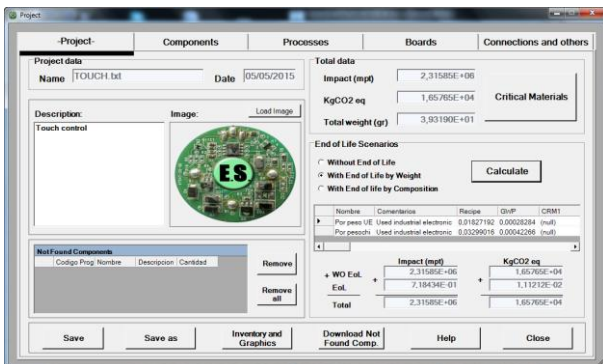 Project
-Project- Components Processes Boards Connections and others
Project data
Name TOUCH.txt Date 05/05/2015
Total data
Impact (mpt) 2,31585E+06
KgCO2 eq 1,65765E+04
Total weight (gr) 3,93190E+01
Critical Materials
Description: Image: Load Image
Touch control
E.S
End of Life Scenarios
Without End of Life
With End of Life by Weight
With End of life by Composition
Calculate
Nombre Comentarios Recipe GWP CRM1
Por peso UE Used industrial electronic 0,01827192 0,00028284 (null)
Por pesochi Used industrial electronic 0,03299016 0,00042266 (null)
Not Found Components
Codigo Prog Nombre Descripcion Cantidad
Remove
Remove all
Impact (mpt) KgCO2 eq
+ WO EoL 2,31585E+06 + 1,65765E+04
EoL + 7,18434E-01 + 1,11212E-02
Total 2,31585E+06 1,65765E+04
Save Save as Inventory and Graphics Download Not Found Comp. Help Close